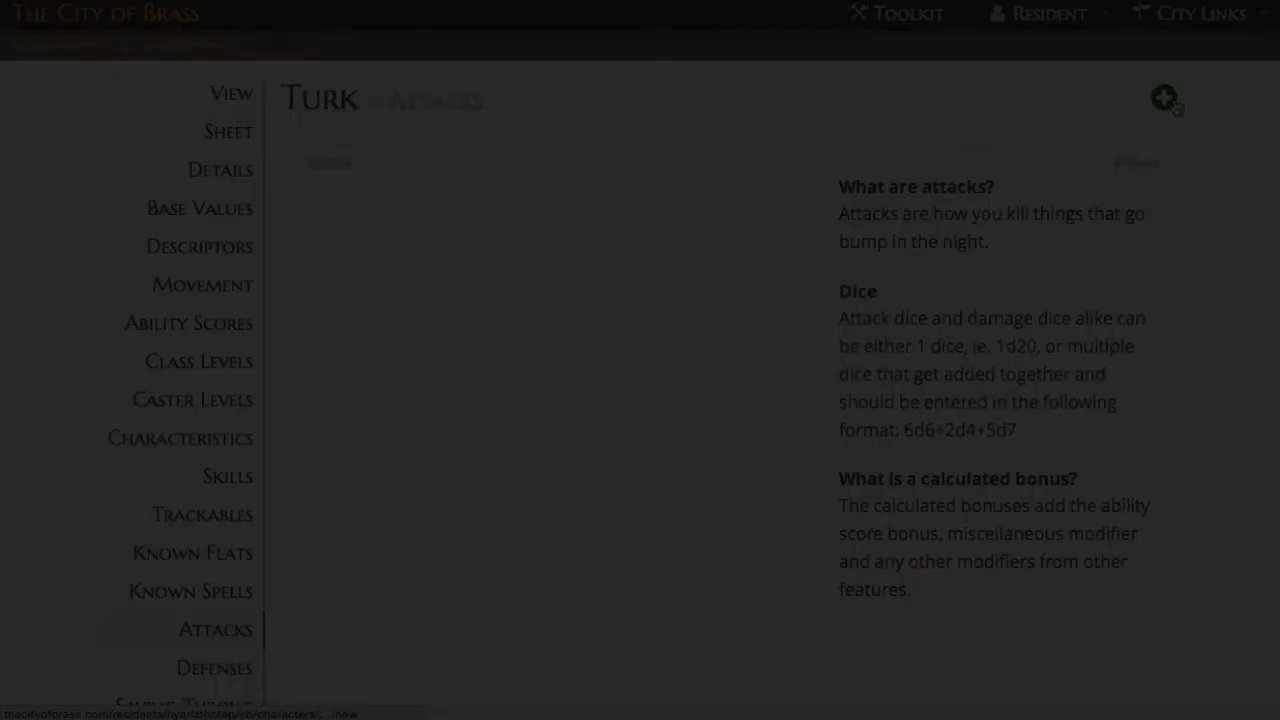 The City of Brass
Toolkit
Resident
City Links
View
Sheet
Details
Base Values
Descriptors
Movement
Ability Scores
Class Levels
Caster Levels
Characteristics
Skills
Trackables
Known Flats
Known Spells
Attacks
Defenses
Saving Throws
Turk - Attacks
What are attacks?
Attacks are how you kill things that go
bump in the night.
Dice
Attack dice and damage dice alike can
be either 1 dice, ie. 1d20, or multiple
dice that get added together and
should be entered in the following
format: 6d6+2d4+5d7
What is a calculated bonus?
The calculated bonuses add the ability
score bonus, miscellaneous modifier
and any other modifiers from other
features.